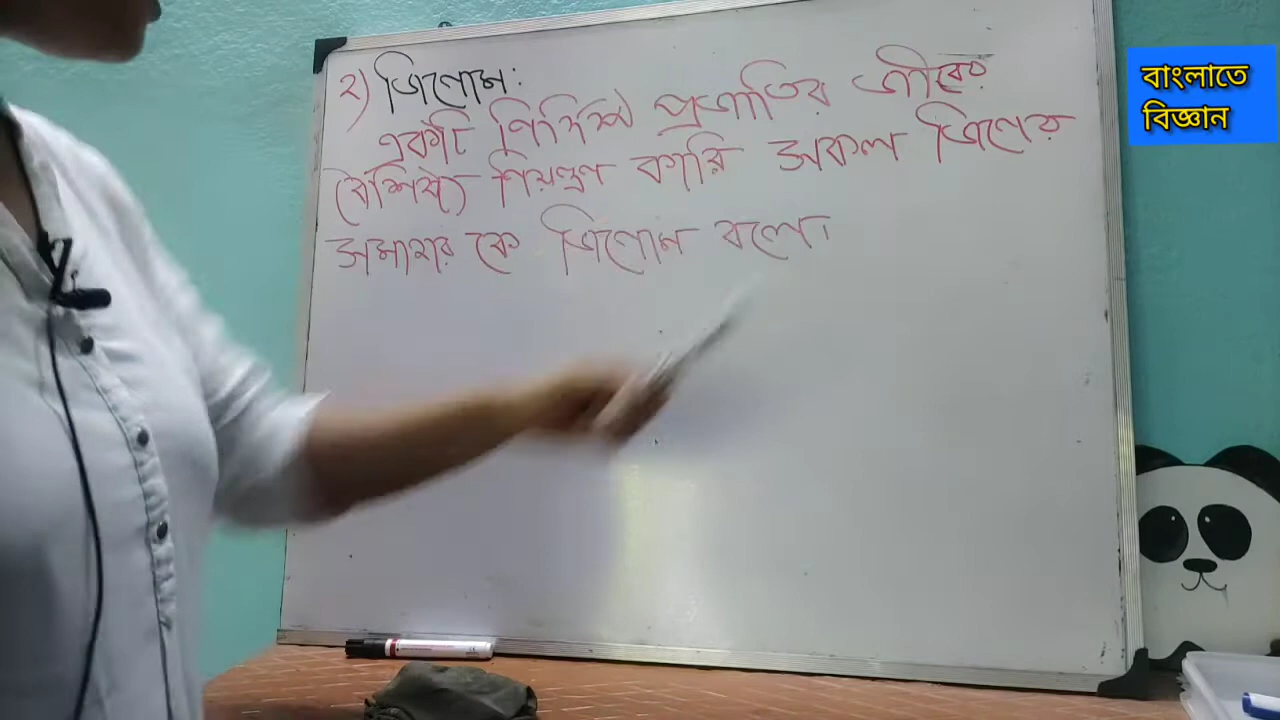 ২) জিনোম:
একটি নির্দিষ্ট প্রজাতির জীবের
বৈশিষ্ট্য নিয়ন্ত্রণ কারি সকল জিনের
সমাহার কে জিনোম বলে।
বাংলাতে
বিজ্ঞান